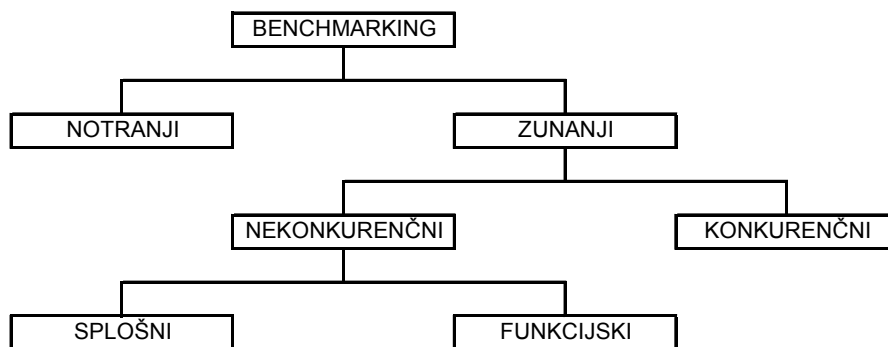 BENCHMARKING
NOTRANJI
ZUNANJI
NEKONKURENČNI
KONKURENČNI
SPLOŠNI
FUNKCIJSKI